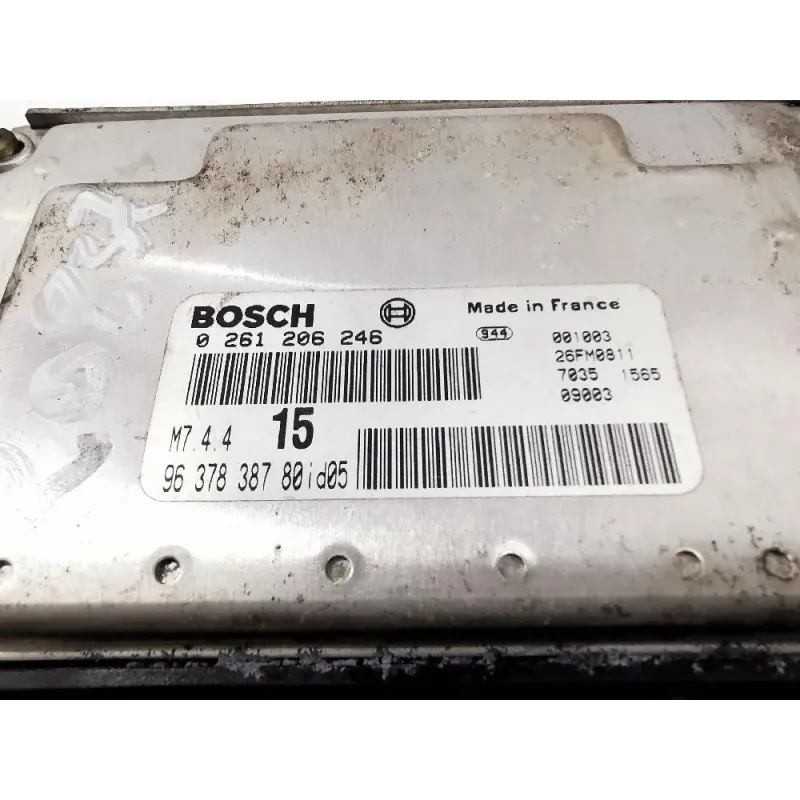 BOSCH
Made in France
0 261 206 246
944
001003
26FM0811
7035 1565
09003
M7.4.4 15
96 378 387 80id05